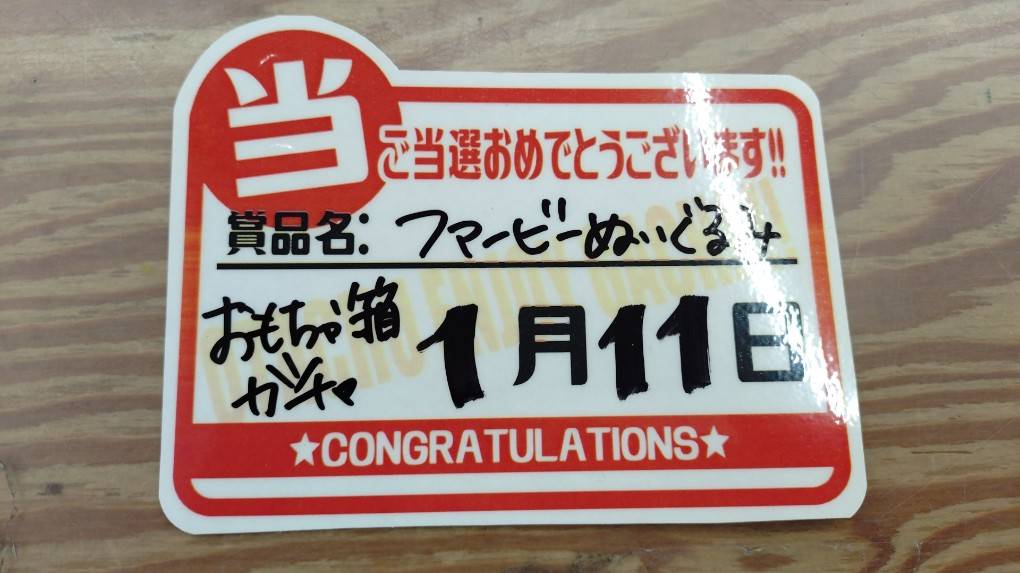 当
ご当選おめでとうございます!!
賞品名: ファービーぬいぐるみ
おもちゃ箱
ガシャ
1月11日
★CONGRATULATIONS★